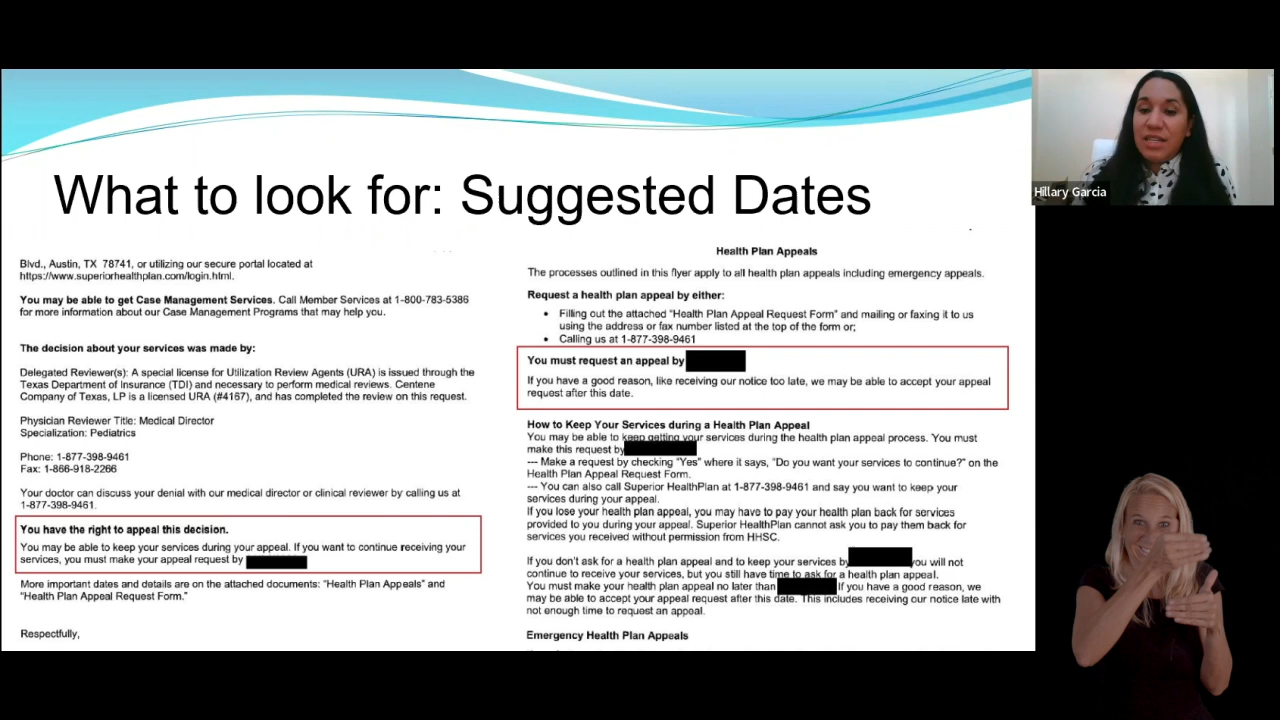 What to look for: Suggested Dates
Blvd., Austin, TX 78741, or utilizing our secure portal located at
https://www.superiorhealthplan.com/login.html.
You may be able to get Case Management Services. Call Member Services at 1-800-783-5386
for more information about our Case Management Programs that may help you.
The decision about your services was made by:
Delegated Reviewer(s): A special license for Utilization Review Agents (URA) is issued through the
Texas Department of Insurance (TDI) and necessary to perform medical reviews. Centene
Company of Texas, LP is a licensed URA (#4167), and has completed the review on this request.
Physician Reviewer Title: Medical Director
Specialization: Pediatrics
Phone: 1-877-398-9461
Fax: 1-866-918-2266
Your doctor can discuss your denial with our medical director or clinical reviewer by calling us at
1-877-398-9461.
You have the right to appeal this decision.
You may be able to keep your services during your appeal. If you want to continue receiving your
services, you must make your appeal request by
More important dates and details are on the attached documents: "Health Plan Appeals" and
"Health Plan Appeal Request Form."
Respectfully,
Health Plan Appeals
The processes outlined in this flyer apply to all health plan appeals including emergency appeals.
Request a health plan appeal by either:
• Filling out the attached "Health Plan Appeal Request Form" and mailing or faxing it to us
using the address or fax number listed at the top of the form or;
• Calling us at 1-877-398-9461
You must request an appeal by
If you have a good reason, like receiving our notice too late, we may be able to accept your appeal
request after this date.
How to Keep Your Services during a Health Plan Appeal
You may be able to keep getting your services during the health plan appeal process. You must
make this request by
--- Make a request by checking "Yes" where it says, "Do you want your services to continue?" on the
Health Plan Appeal Request Form.
--- You can also call Superior HealthPlan at 1-877-398-9461 and say you want to keep your
services during your appeal.
If you lose your health plan appeal, you may have to pay your health plan back for services
provided to you during your appeal. Superior HealthPlan cannot ask you to pay them back for
services you received without permission from HHSC.
If you don't ask for a health plan appeal and to keep your services by you will not
continue to receive your services, but you still have time to ask for a health plan appeal.
You must make your health plan appeal no later than If you have a good reason, we
may be able to accept your appeal request after this date. This includes receiving our notice late with
not enough time to request an appeal.
Emergency Health Plan Appeals
Hillary Garcia